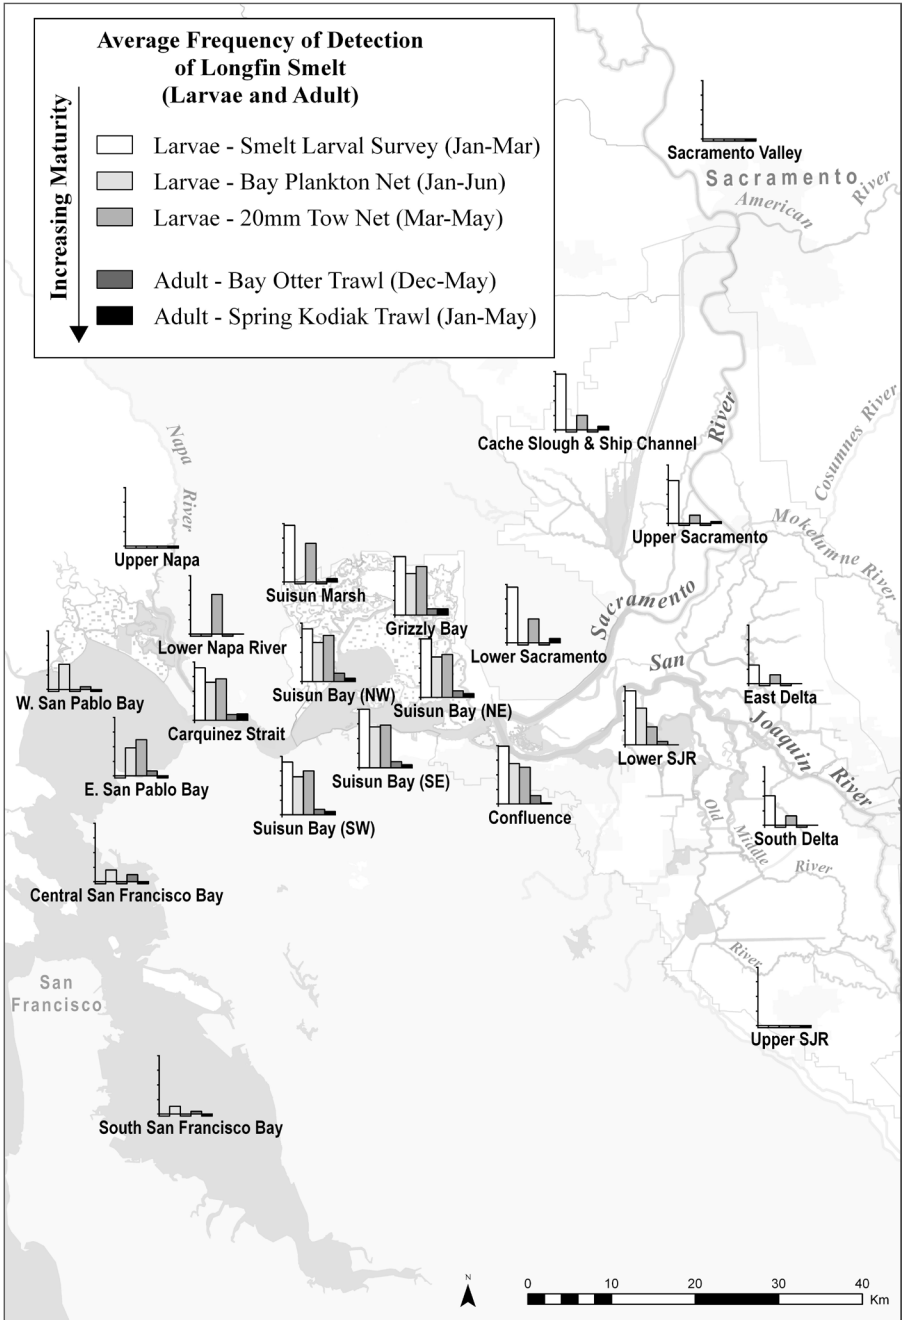 Average Frequency of Detection
of Longfin Smelt
(Larvae and Adult)
Increasing Maturity
Larvae - Smelt Larval Survey (Jan-Mar)
Larvae - Bay Plankton Net (Jan-Jun)
Larvae - 20mm Tow Net (Mar-May)
Adult - Bay Otter Trawl (Dec-May)
Adult - Spring Kodiak Trawl (Jan-May)
Sacramento Valley
Sacramento
American
River
River
Cache Slough & Ship Channel
Cosumnes River
Napa
River
Upper Napa
Upper Sacramento
Mokelumne River
Suisun Marsh
Grizzly Bay
Sacramento
Lower Napa River
Lower Sacramento
San
W. San Pablo Bay
Suisun Bay (NW)
Suisun Bay (NE)
East Delta
Carquinez Strait
Joaquin
River
Lower SJR
E. San Pablo Bay
Suisun Bay (SE)
Suisun Bay (SW)
Confluence
Old
Middle
River
South Delta
Central San Francisco Bay
River
San
Francisco
Upper SJR
South San Francisco Bay
N
0 10 20 30 40
Km